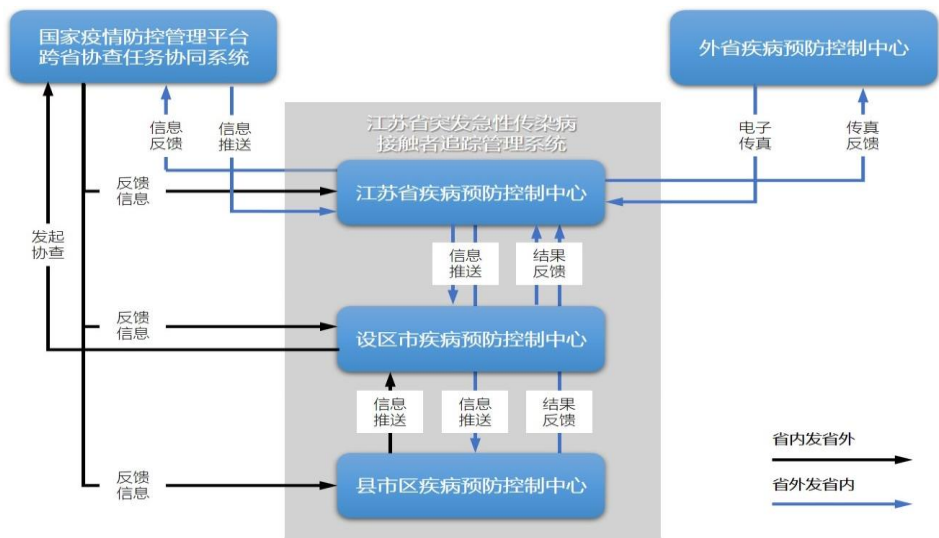 国家疫情防控管理平台
跨省协查任务协同系统
外省疾病预防控制中心
信息
反馈
信息
推送
电子
传真
传真
反馈
江苏省突发急性传染病
接触者追踪管理系统
反馈
信息
江苏省疾病预防控制中心
发起
协查
信息
推送
结果
反馈
反馈
信息
设区市疾病预防控制中心
信息
推送
信息
推送
结果
反馈
省内发省外
反馈
信息
县市区疾病预防控制中心
省外发省内